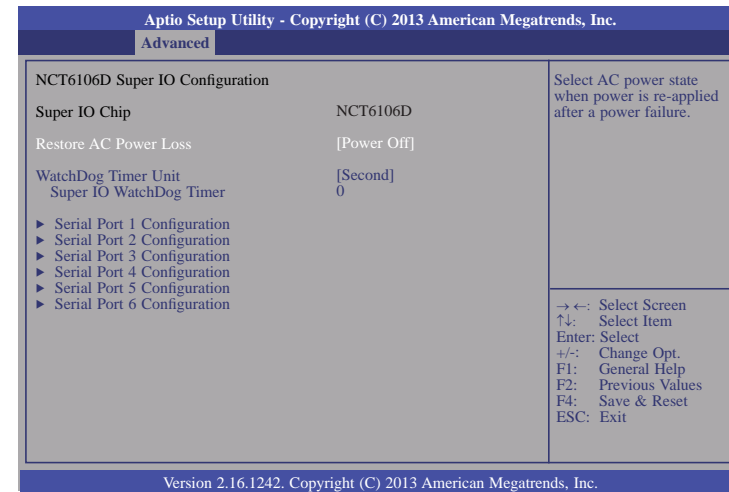 Aptio Setup Utility - Copyright (C) 2013 American Megatrends, Inc.
Advanced
NCT6106D Super IO Configuration
Super IO Chip NCT6106D
Restore AC Power Loss [Power Off]
WatchDog Timer Unit [Second]
Super IO WatchDog Timer 0
▶ Serial Port 1 Configuration
▶ Serial Port 2 Configuration
▶ Serial Port 3 Configuration
▶ Serial Port 4 Configuration
▶ Serial Port 5 Configuration
▶ Serial Port 6 Configuration
Select AC power state
when power is re-applied
after a power failure.
→←: Select Screen
↑↓: Select Item
Enter: Select
+/-: Change Opt.
F1: General Help
F2: Previous Values
F4: Save & Reset
ESC: Exit
Version 2.16.1242. Copyright (C) 2013 American Megatrends, Inc.